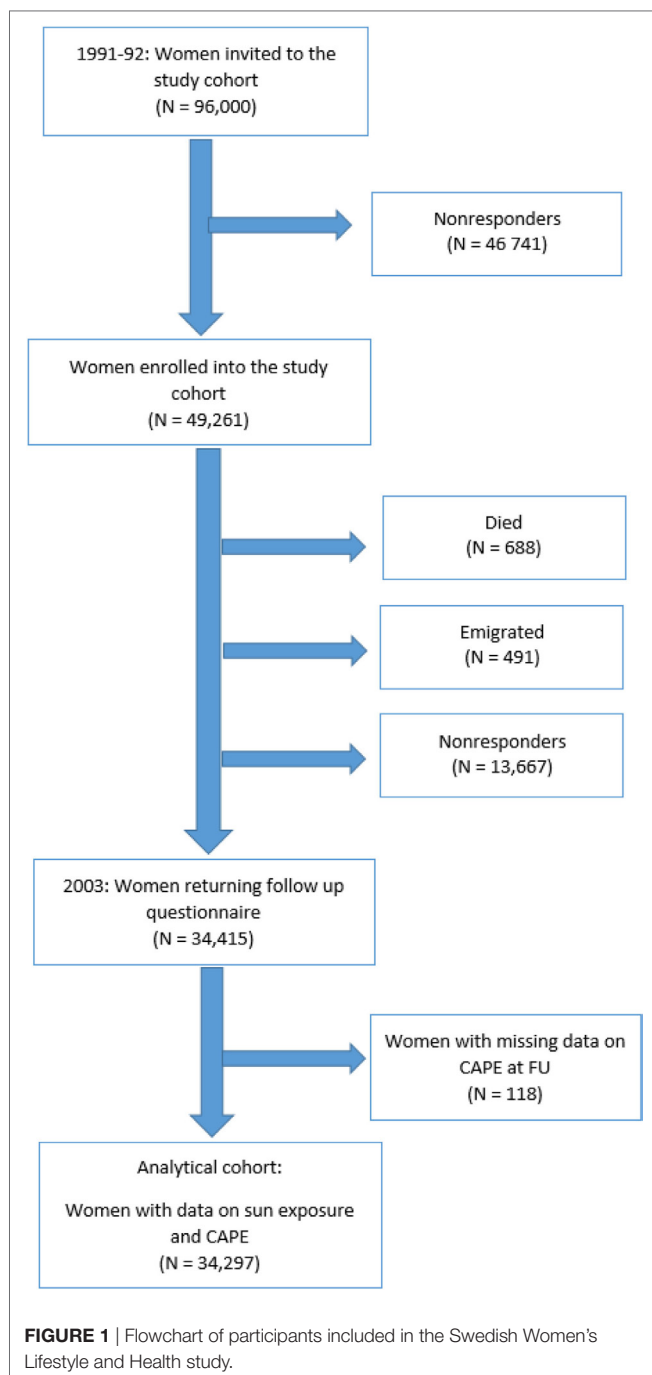 1991-92: Women invited to the
study cohort
(N = 96,000)
Nonresponders
(N = 46 741)
Women enrolled into the study
cohort
(N = 49,261)
Died
(N = 688)
Emigrated
(N = 491)
Nonresponders
(N = 13,667)
2003: Women returning follow up
questionnaire
(N = 34,415)
Women with missing data on
CAPE at FU
(N = 118)
Analytical cohort:
Women with data on sun exposure
and CAPE
(N = 34,297)
FIGURE 1 | Flowchart of participants included in the Swedish Women’s
Lifestyle and Health study.